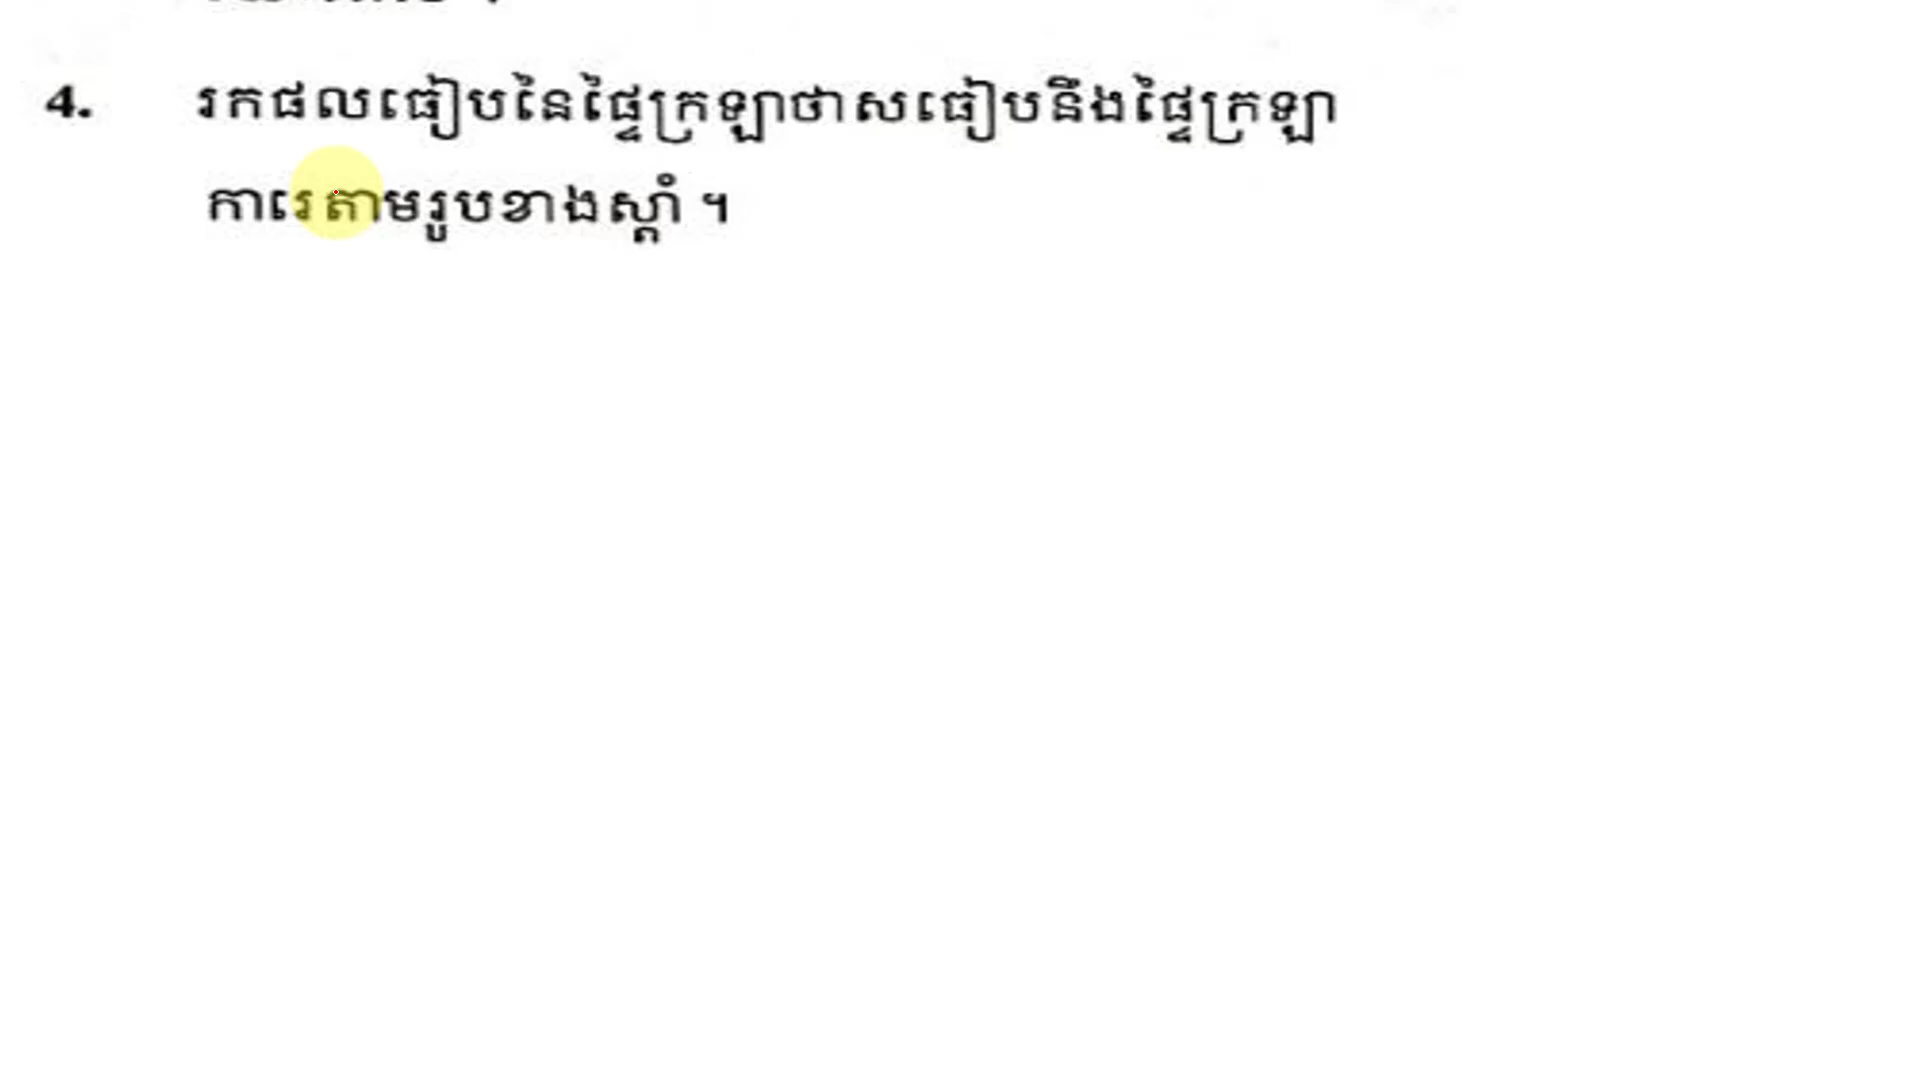 4. រកផលធៀបនៃផ្ទៃក្រឡាថាសធៀបនឹងផ្ទៃក្រឡា
ការេតាមរូបខាងស្តាំ ។